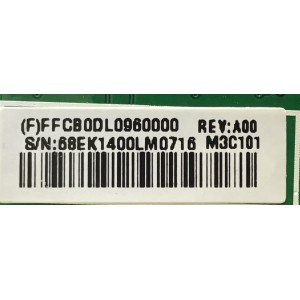 (F)FFCB0DL0960000 REV:A00
S/N:68EK1400LM0716 M3C101